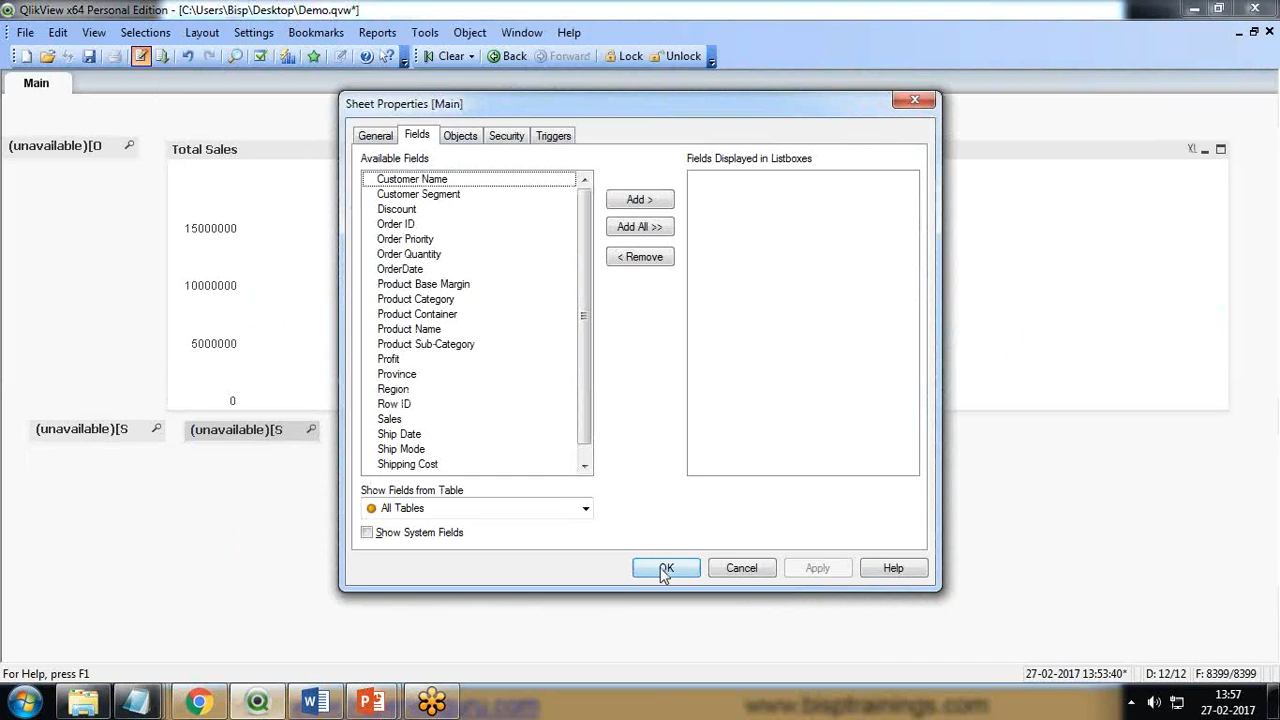 QlikView x64 Personal Edition - [C:\Users\Bisp\Desktop\Demo.qvw*]
File Edit View Selections Layout Settings Bookmarks Reports Tools Object Window Help
Clear Back Forward Lock Unlock
Main
Sheet Properties [Main]
General Fields Objects Security Triggers
(unavailable)[O
Total Sales
XL
15000000
10000000
5000000
0
(unavailable)[S
(unavailable)[S
Available Fields
Customer Name
Customer Segment
Discount
Order ID
Order Priority
Order Quantity
OrderDate
Product Base Margin
Product Category
Product Container
Product Name
Product Sub-Category
Profit
Province
Region
Row ID
Sales
Ship Date
Ship Mode
Shipping Cost
Add >
Add All >>
< Remove
Fields Displayed in Listboxes
Show Fields from Table
All Tables
Show System Fields
OK Cancel Apply Help
For Help, press F1
27-02-2017 13:53:40* D: 12/12 F: 8399/8399
www.bisptrainings.com
13:57
27-02-2017